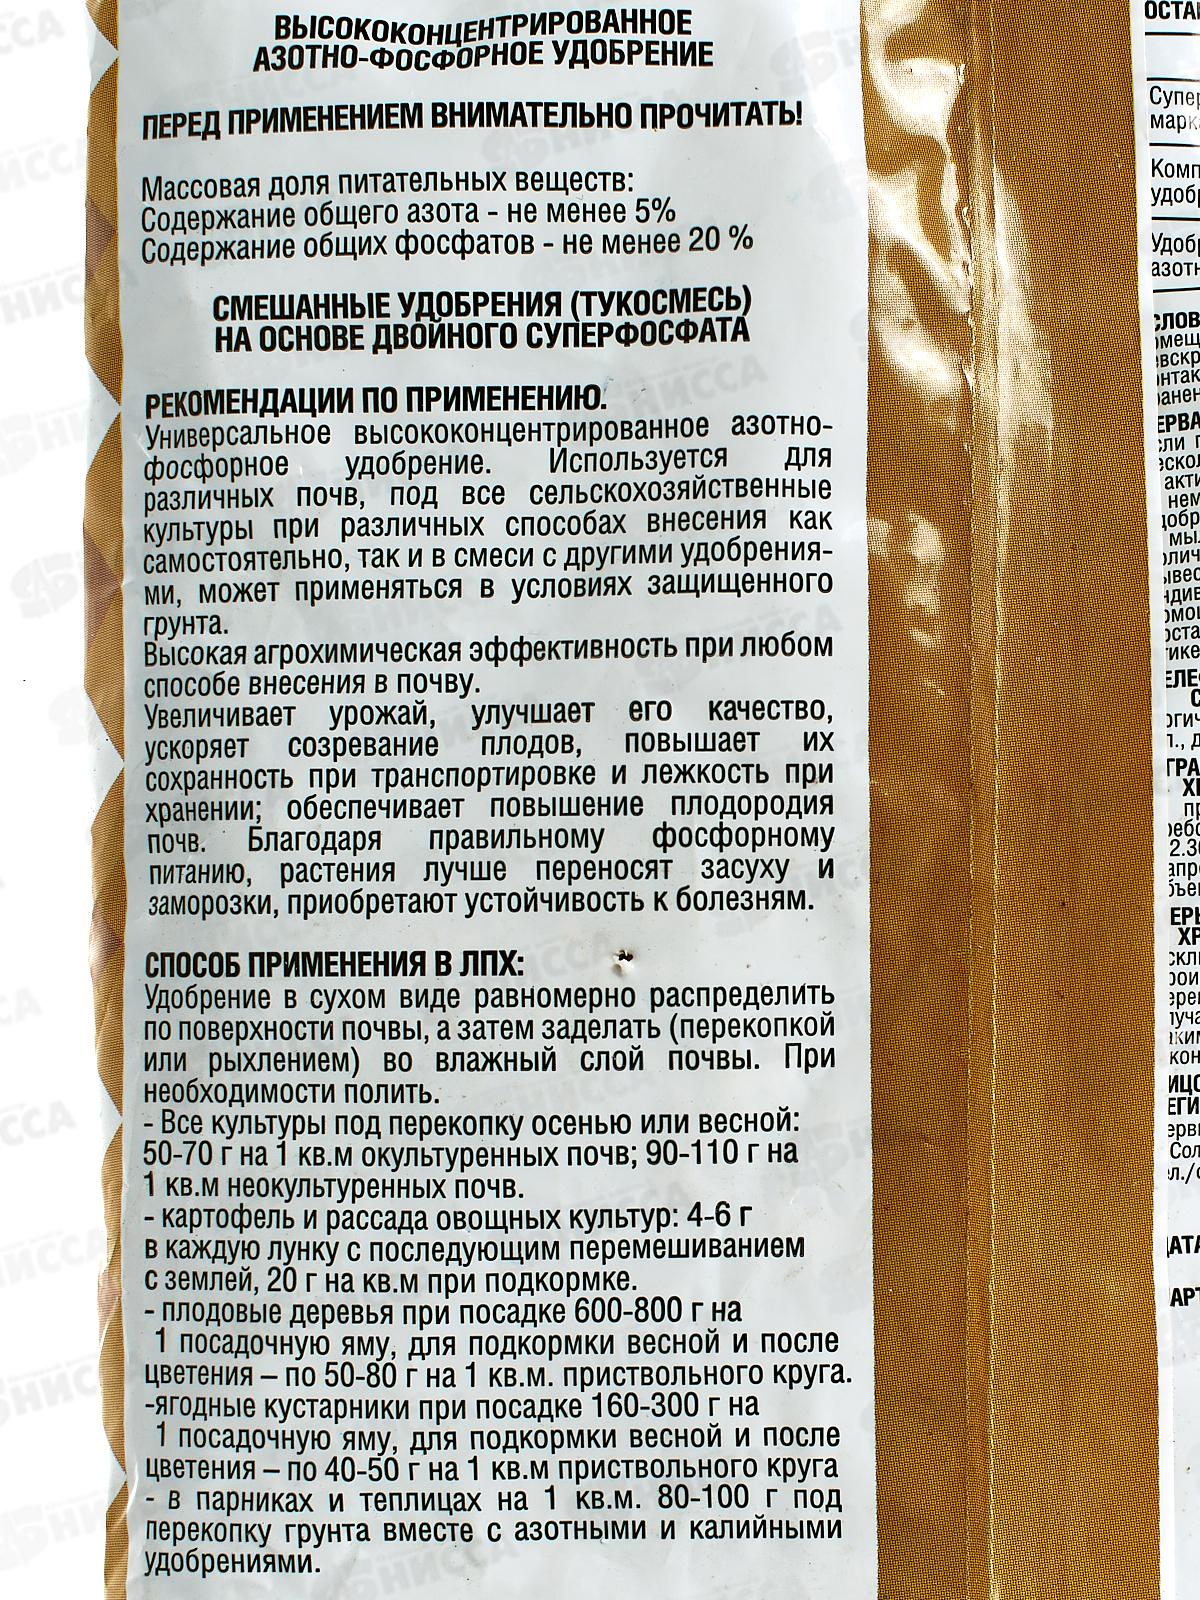 ВЫСОКОКОНЦЕНТРИРОВАННОЕ
АЗОТНО-ФОСФОРНОЕ УДОБРЕНИЕ
ПЕРЕД ПРИМЕНЕНИЕМ ВНИМАТЕЛЬНО ПРОЧИТАТЬ!
Массовая доля питательных веществ:
Содержание общего азота - не менее 5%
Содержание общих фосфатов - не менее 20 %
СМЕШАННЫЕ УДОБРЕНИЯ (ТУКОСМЕСЬ)
НА ОСНОВЕ ДВОЙНОГО СУПЕРФОСФАТА
РЕКОМЕНДАЦИИ ПО ПРИМЕНЕНИЮ.
Универсальное высококонцентрированное азотно-
фосфорное удобрение. Используется для
различных почв, под все сельскохозяйственные
культуры при различных способах внесения как
самостоятельно, так и в смеси с другими удобрения-
ми, может применяться в условиях защищенного
грунта.
Высокая агрохимическая эффективность при любом
способе внесения в почву.
Увеличивает урожай, улучшает его качество,
ускоряет созревание плодов, повышает их
сохранность при транспортировке и лежкость при
хранении; обеспечивает повышение плодородия
почв. Благодаря правильному фосфорному
питанию, растения лучше переносят засуху и
заморозки, приобретают устойчивость к болезням.
СПОСОБ ПРИМЕНЕНИЯ В ЛПХ:
Удобрение в сухом виде равномерно распределить
по поверхности почвы, а затем заделать (перекопкой
или рыхлением) во влажный слой почвы. При
необходимости полить.
- Все культуры под перекопку осенью или весной:
50-70 г на 1 кв.м окультуренных почв; 90-110 г на
1 кв.м неокультуренных почв.
- картофель и рассада овощных культур: 4-6 г
в каждую лунку с последующим перемешиванием
с землей, 20 г на кв.м при подкормке.
- плодовые деревья при посадке 600-800 г на
1 посадочную яму, для подкормки весной и после
цветения – по 50-80 г на 1 кв.м. приствольного круга.
-ягодные кустарники при посадке 160-300 г на
1 посадочную яму, для подкормки весной и после
цветения – по 40-50 г на 1 кв.м приствольного круга
- в парниках и теплицах на 1 кв.м. 80-100 г под
перекопку грунта вместе с азотными и калийными
удобрениями.